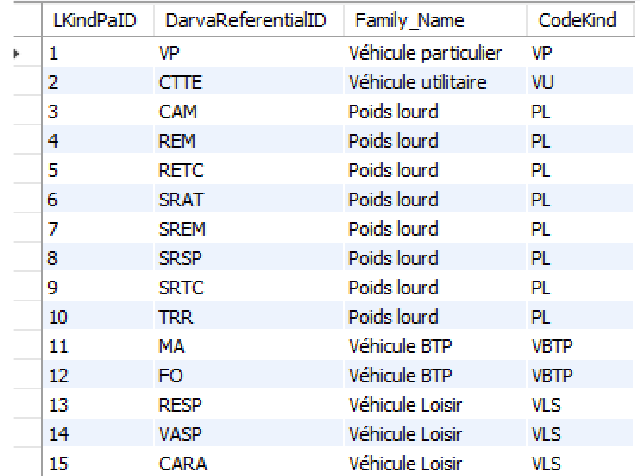 LKindPaID DarvaReferentialID Family_Name CodeKind
1 VP Véhicule particulier VP
2 CTTE Véhicule utilitaire VU
3 CAM Poids lourd PL
4 REM Poids lourd PL
5 RETC Poids lourd PL
6 SRAT Poids lourd PL
7 SREM Poids lourd PL
8 SRSP Poids lourd PL
9 SRTC Poids lourd PL
10 TRR Poids lourd PL
11 MA Véhicule BTP VBTP
12 FO Véhicule BTP VBTP
13 RESP Véhicule Loisir VLS
14 VASP Véhicule Loisir VLS
15 CARA Véhicule Loisir VLS